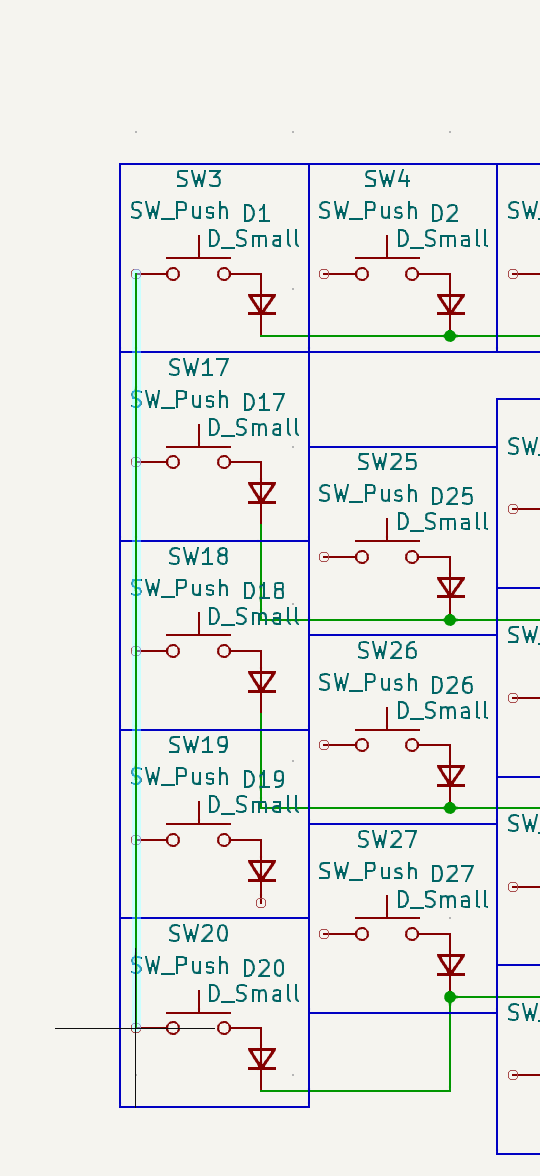 SW3
SW_Push D1
D_Small
SW4
SW_Push D2
D_Small
SW_
SW17
SW_Push D17
D_Small
SW_
SW25
SW_Push D25
D_Small
SW18
SW_Push D18
D_Small
SW_
SW26
SW_Push D26
D_Small
SW19
SW_Push D19
D_Small
SW_
SW27
SW_Push D27
D_Small
SW20
SW_Push D20
D_Small
SW_